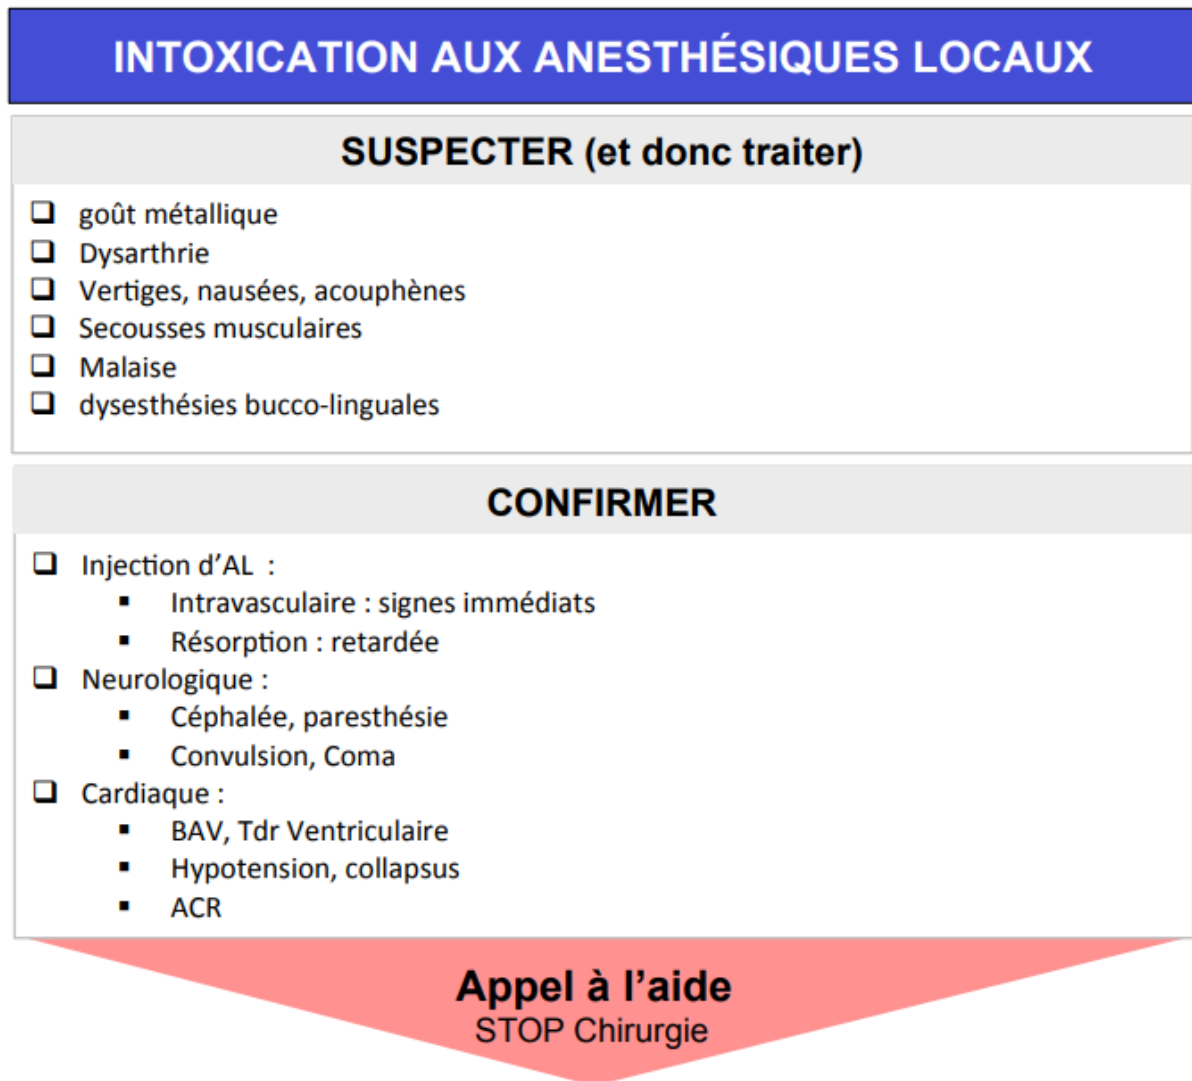 INTOXICATION AUX ANESTHÉSIQUES LOCAUX
SUSPECTER (et donc traiter)
❑ goût métallique
❑ Dysarthrie
❑ Vertiges, nausées, acouphènes
❑ Secousses musculaires
❑ Malaise
❑ dysesthésies bucco-linguales
CONFIRMER
❑ Injection d’AL :
▪ Intravasculaire : signes immédiats
▪ Résorption : retardée
❑ Neurologique :
▪ Céphalée, paresthésie
▪ Convulsion, Coma
❑ Cardiaque :
▪ BAV, Tdr Ventriculaire
▪ Hypotension, collapsus
▪ ACR
Appel à l’aide
STOP Chirurgie